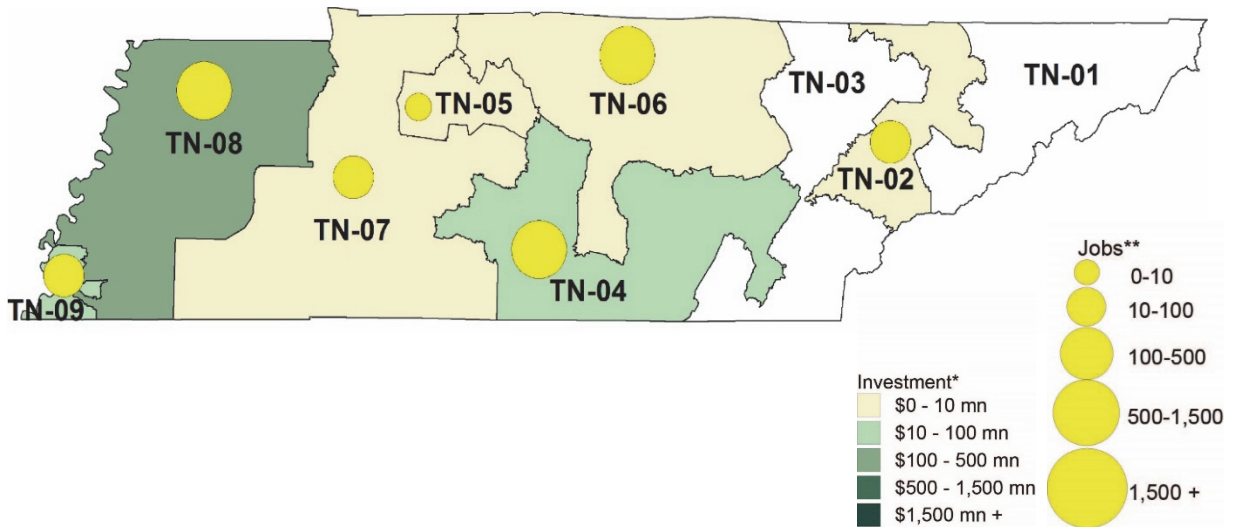 TN-08
TN-05
TN-06
TN-03
TN-01
TN-02
TN-07
TN-04
TN-09
Jobs**
0-10
10-100
100-500
500-1,500
1,500 +
Investment*
$0 - 10 mn
$10 - 100 mn
$100 - 500 mn
$500 - 1,500 mn
$1,500 mn +